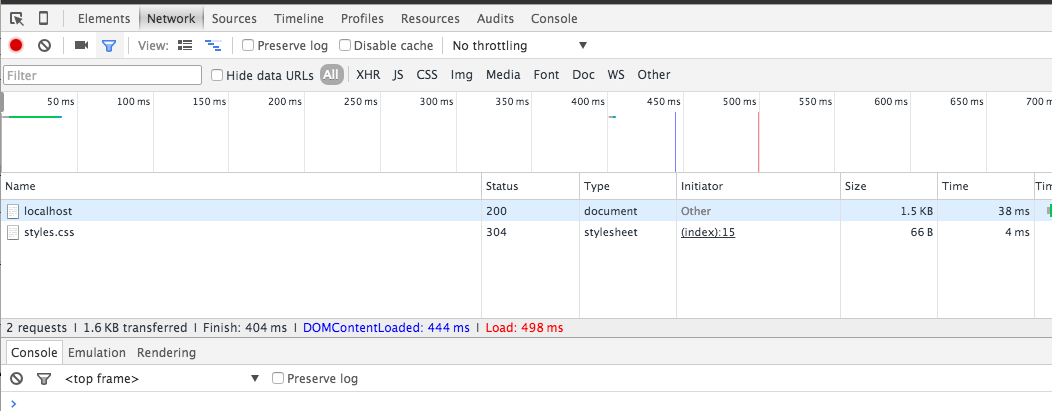 Elements Network Sources Timeline Profiles Resources Audits Console
View: Preserve log Disable cache No throttling
Filter Hide data URLs All XHR JS CSS Img Media Font Doc WS Other
50 ms 100 ms 150 ms 200 ms 250 ms 300 ms 350 ms 400 ms 450 ms 500 ms 550 ms 600 ms 650 ms 700 m
Name Status Type Initiator Size Time Tim
localhost 200 document Other 1.5 KB 38 ms
styles.css 304 stylesheet (index):15 66 B 4 ms
2 requests | 1.6 KB transferred | Finish: 404 ms | DOMContentLoaded: 444 ms | Load: 498 ms
Console Emulation Rendering
<top frame> Preserve log
>